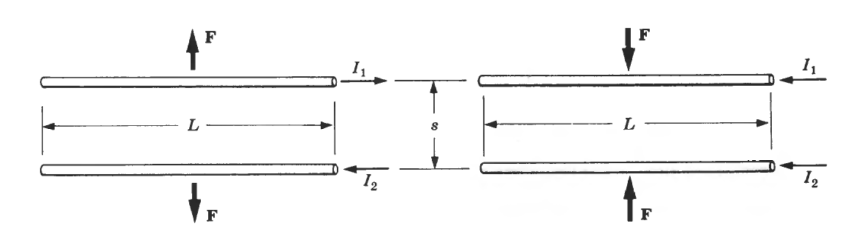 F F
I₁ I₁
L s L
I₂ I₂
F F